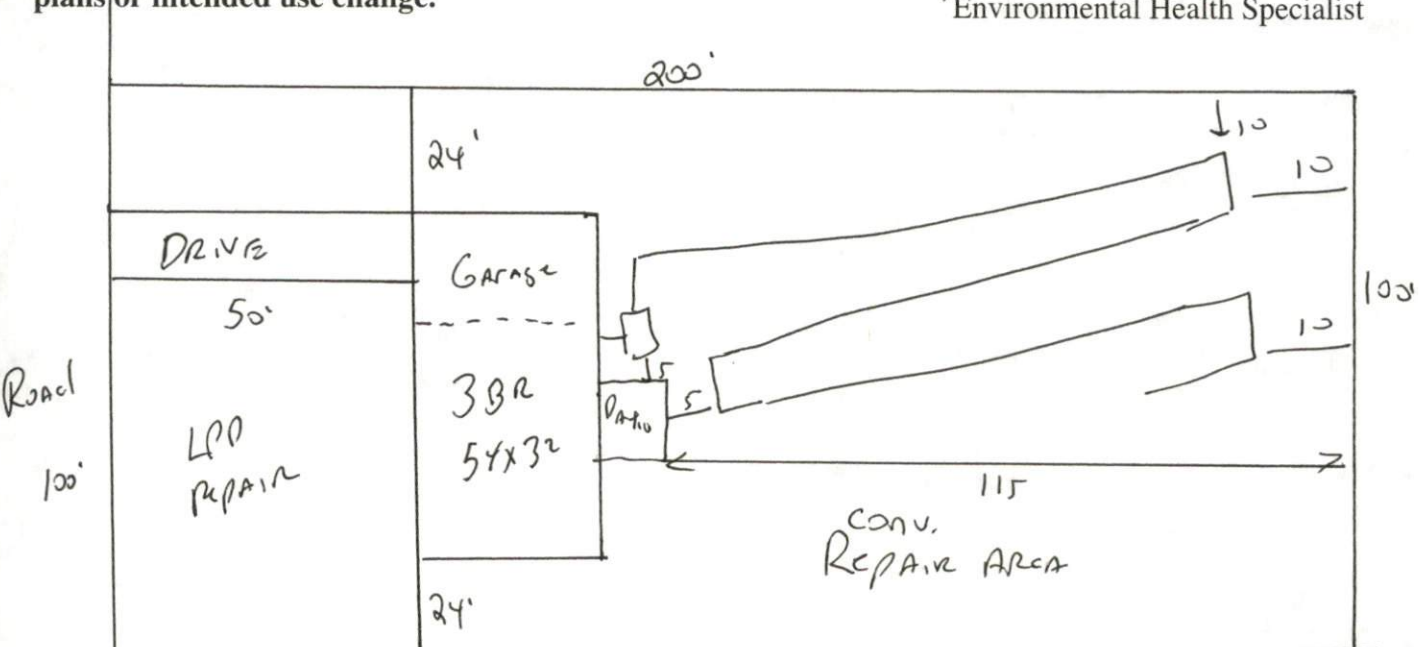 plans or intended use change.
Environmental Health Specialist
200'
24'
↓10
10
DRIVE
GArAge
50'
100'
10
Road
3BR
5
PAtio
5
54x32
LPP
REPAIR
100'
115
Conv.
REPAIR AREA
24'